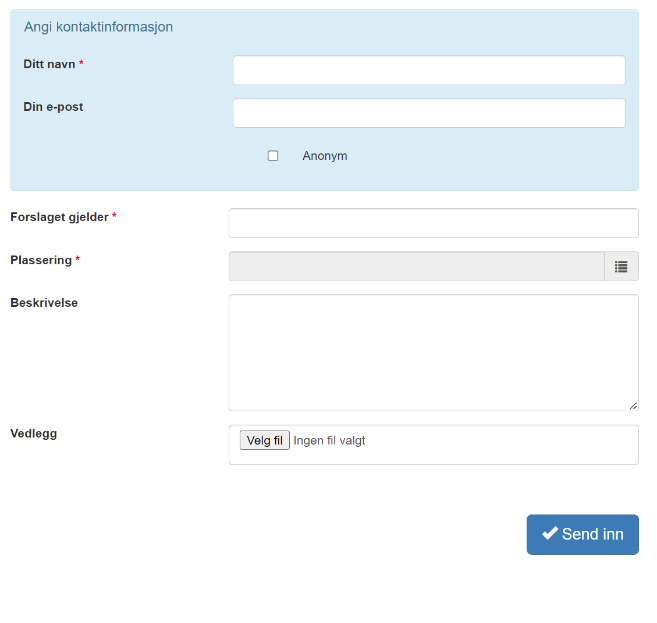 Angi kontaktinformasjon
Ditt navn *
Din e-post
Anonym
Forslaget gjelder *
Plassering *
Beskrivelse
Vedlegg
Velg fil Ingen fil valgt
Send inn